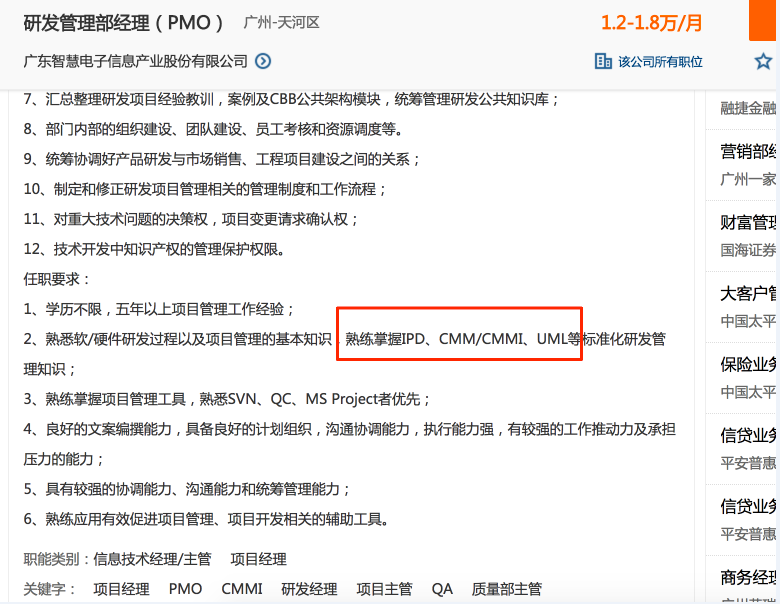 研发管理部经理（PMO） 广州-天河区 1.2-1.8万/月
广东智慧电子信息产业股份有限公司 该公司所有职位
7、汇总整理研发项目经验教训，案例及CBB公共架构模块，统筹管理研发公共知识库；
8、部门内部的组织建设、团队建设、员工考核和资源调度等。
9、统筹协调好产品研发与市场销售、工程项目建设之间的关系；
10、制定和修正研发项目管理相关的管理制度和工作流程；
11、对重大技术问题的决策权，项目变更请求确认权；
12、技术开发中知识产权的管理保护权限。
任职要求：
1、学历不限，五年以上项目管理工作经验；
2、熟悉软/硬件研发过程以及项目管理的基本知识，熟练掌握IPD、CMM/CMMI、UML等标准化研发管
理知识；
3、熟练掌握项目管理工具，熟悉SVN、QC、MS Project者优先；
4、良好的文案编撰能力，具备良好的计划组织，沟通协调能力，执行能力强，有较强的工作推动力及承担
压力的能力；
5、具有较强的协调能力、沟通能力和统筹管理能力；
6、熟练应用有效促进项目管理、项目开发相关的辅助工具。
职能类别：信息技术经理/主管 项目经理
关键字： 项目经理 PMO CMMI 研发经理 项目主管 QA 质量部主管
融捷金融
营销部经
广州一家
财富管理
国海证券
大客户管
中国太平
保险业务
中国太平
信贷业务
平安普惠
信贷业务
平安普惠
商务经理